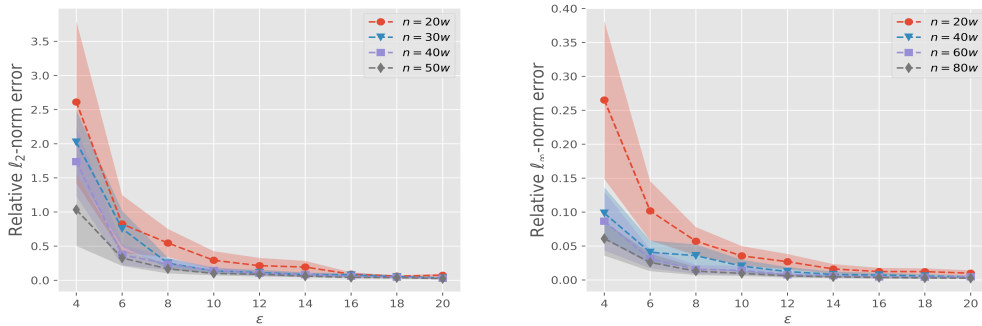 Relative ℓ₂-norm error
3.5
3.0
2.5
2.0
1.5
1.0
0.5
0.0
4 6 8 10 12 14 16 18 20
ε
n = 20w
n = 30w
n = 40w
n = 50w
Relative ℓ∞-norm error
0.40
0.35
0.30
0.25
0.20
0.15
0.10
0.05
0.00
4 6 8 10 12 14 16 18 20
ε
n = 20w
n = 40w
n = 60w
n = 80w